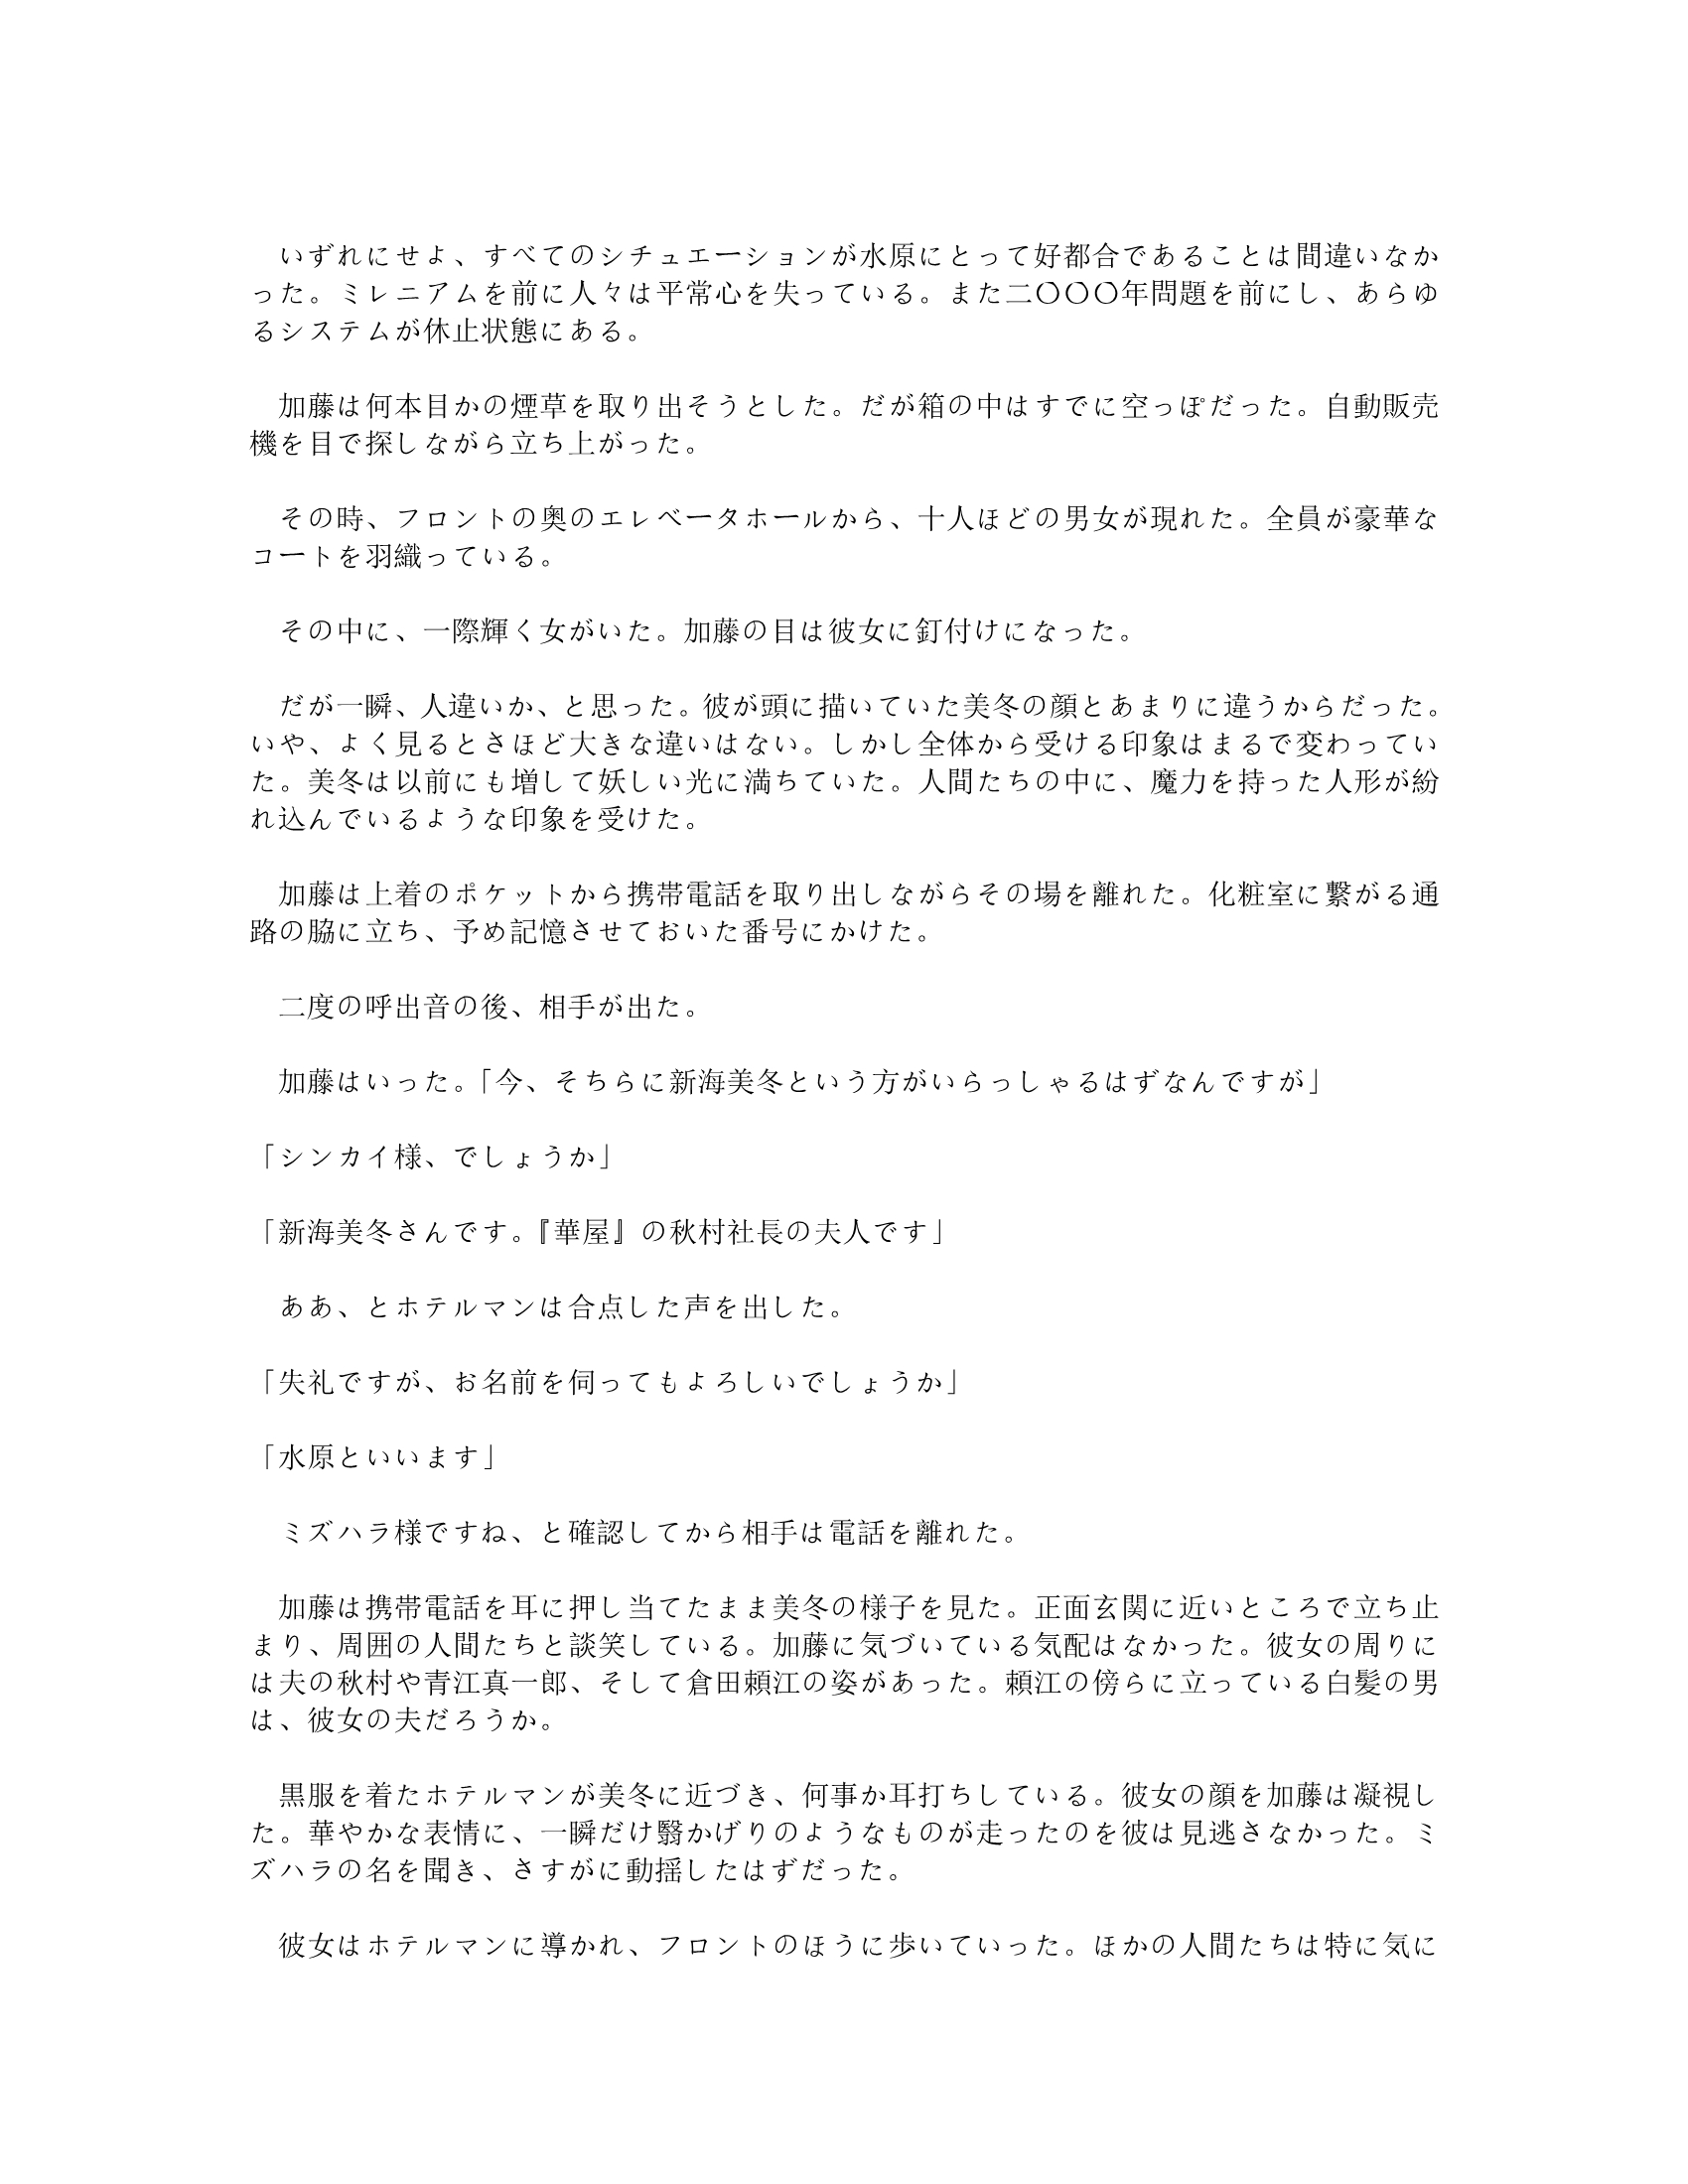 いずれにせよ、すべてのシチュエーションが水原にとって好都合であることは間違いなか
った。ミレニアムを前に人々は平常心を失っている。また二〇〇〇年問題を前にし、あらゆ
るシステムが休止状態にある。
　加藤は何本目かの煙草を取り出そうとした。だが箱の中はすでに空っぽだった。自動販売
機を目で探しながら立ち上がった。
　その時、フロントの奥のエレベータホールから、十人ほどの男女が現れた。全員が豪華な
コートを羽織っている。
　その中に、一際輝く女がいた。加藤の目は彼女に釘付けになった。
　だが一瞬、人違いか、と思った。彼が頭に描いていた美冬の顔とあまりに違うからだった。
いや、よく見るとさほど大きな違いはない。しかし全体から受ける印象はまるで変わってい
た。美冬は以前にも増して妖しい光に満ちていた。人間たちの中に、魔力を持った人形が紛
れ込んでいるような印象を受けた。
　加藤は上着のポケットから携帯電話を取り出しながらその場を離れた。化粧室に繋がる通
路の脇に立ち、予め記憶させておいた番号にかけた。
　二度の呼出音の後、相手が出た。
　加藤はいった。「今、そちらに新海美冬という方がいらっしゃるはずなんですが」
「シンカイ様、でしょうか」
「新海美冬さんです。『華屋』の秋村社長の夫人です」
　ああ、とホテルマンは合点した声を出した。
「失礼ですが、お名前を伺ってもよろしいでしょうか」
「水原といいます」
　ミズハラ様ですね、と確認してから相手は電話を離れた。
　加藤は携帯電話を耳に押し当てたまま美冬の様子を見た。正面玄関に近いところで立ち止
まり、周囲の人間たちと談笑している。加藤に気づいている気配はなかった。彼女の周りに
は夫の秋村や青江真一郎、そして倉田頼江の姿があった。頼江の傍らに立っている白髪の男
は、彼女の夫だろうか。
　黒服を着たホテルマンが美冬に近づき、何事か耳打ちしている。彼女の顔を加藤は凝視し
た。華やかな表情に、一瞬だけ翳かげりのようなものが走ったのを彼は見逃さなかった。ミ
ズハラの名を聞き、さすがに動揺したはずだった。
　彼女はホテルマンに導かれ、フロントのほうに歩いていった。ほかの人間たちは特に気に